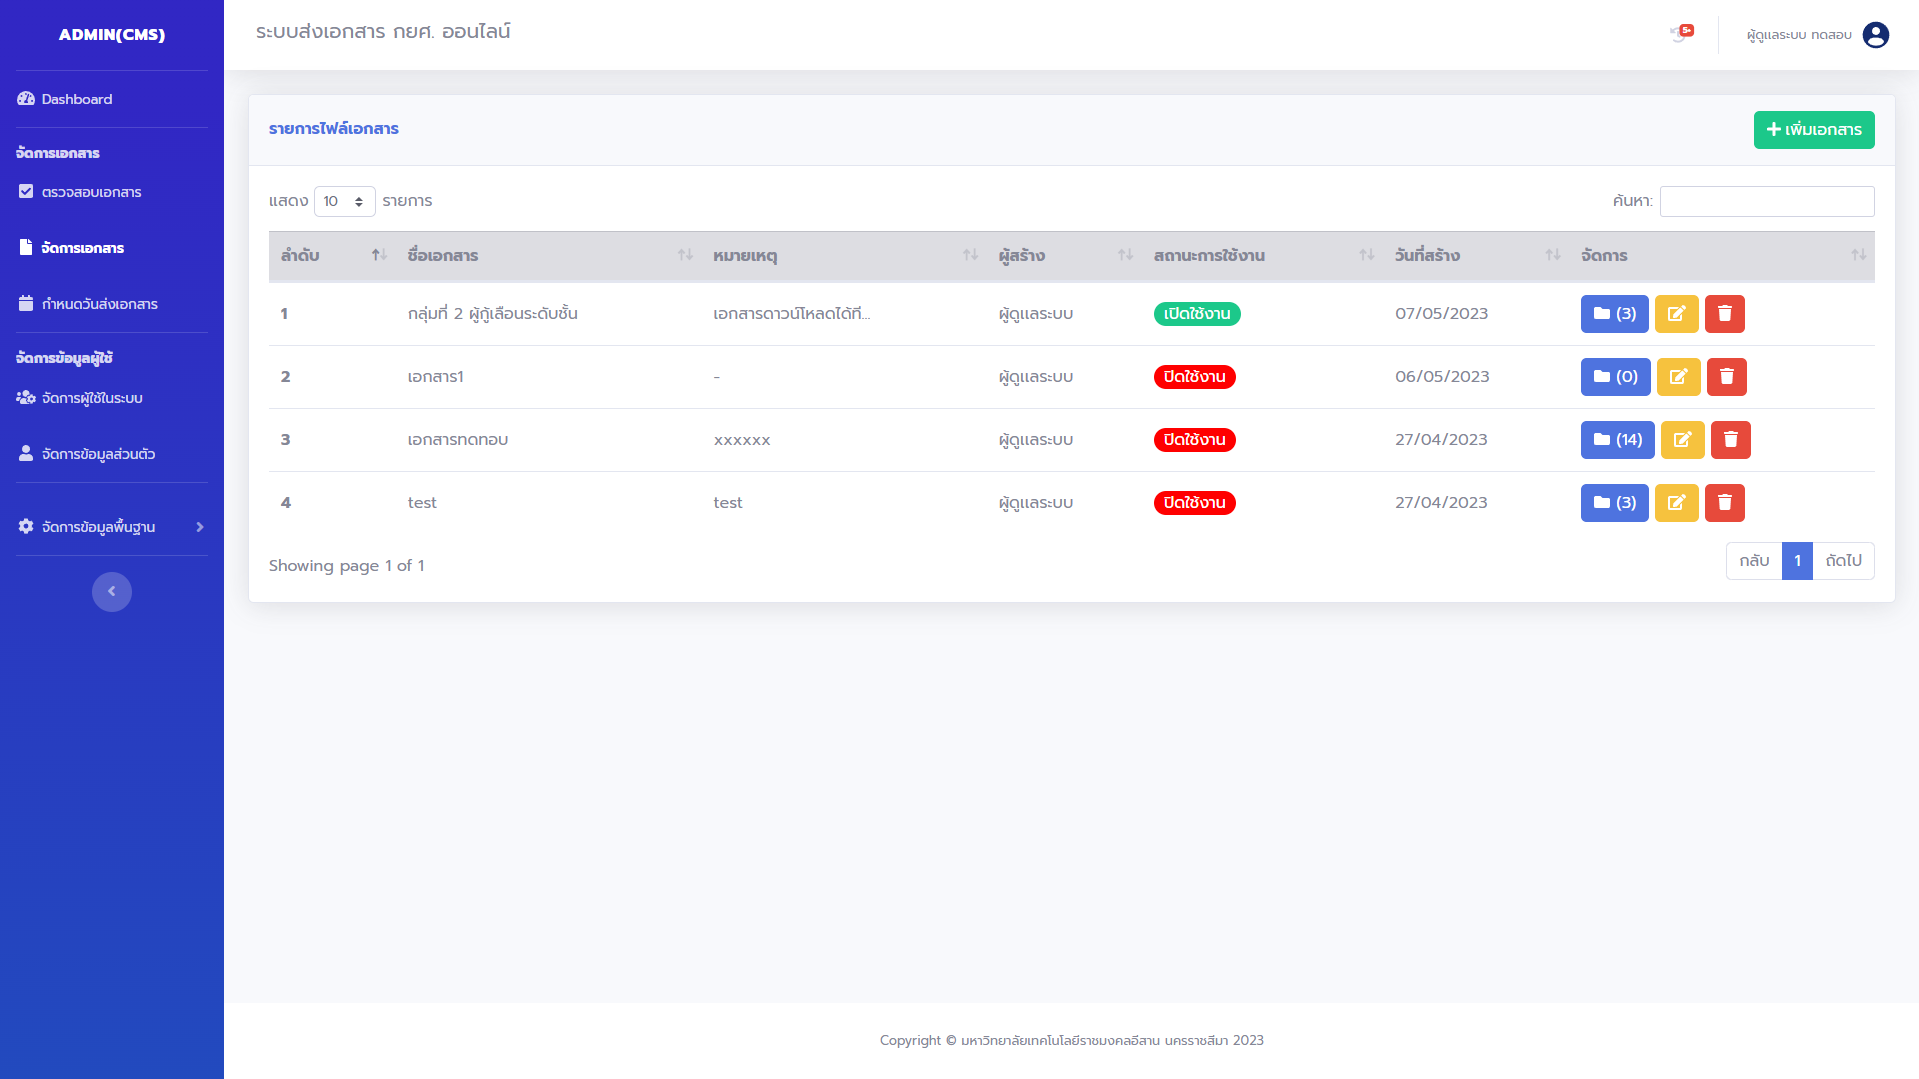 ADMIN(CMS)
Dashboard
จัดการเอกสาร
ตรวจสอบเอกสาร
จัดการเอกสาร
กำหนดวันส่งเอกสาร
จัดการข้อมูลผู้ใช้
จัดการผู้ใช้ในระบบ
จัดการข้อมูลส่วนตัว
จัดการข้อมูลพื้นฐาน
ระบบส่งเอกสาร กยศ. ออนไลน์
5+
ผู้ดูแลระบบ ทดสอบ
รายการไฟล์เอกสาร
เพิ่มเอกสาร
แสดง 10 รายการ
ค้นหา:
ลำดับ ชื่อเอกสาร หมายเหตุ ผู้สร้าง สถานะการใช้งาน วันที่สร้าง จัดการ
1 กลุ่มที่ 2 ผู้กู้เลื่อนระดับชั้น เอกสารดาวน์โหลดได้ที่... ผู้ดูแลระบบ เปิดใช้งาน 07/05/2023 (3)
2 เอกสาร1 - ผู้ดูแลระบบ ปิดใช้งาน 06/05/2023 (0)
3 เอกสารทดทอบ xxxxxx ผู้ดูแลระบบ ปิดใช้งาน 27/04/2023 (14)
4 test test ผู้ดูแลระบบ ปิดใช้งาน 27/04/2023 (3)
Showing page 1 of 1
กลับ 1 ถัดไป
Copyright © มหาวิทยาลัยเทคโนโลยีราชมงคลอีสาน นครราชสีมา 2023